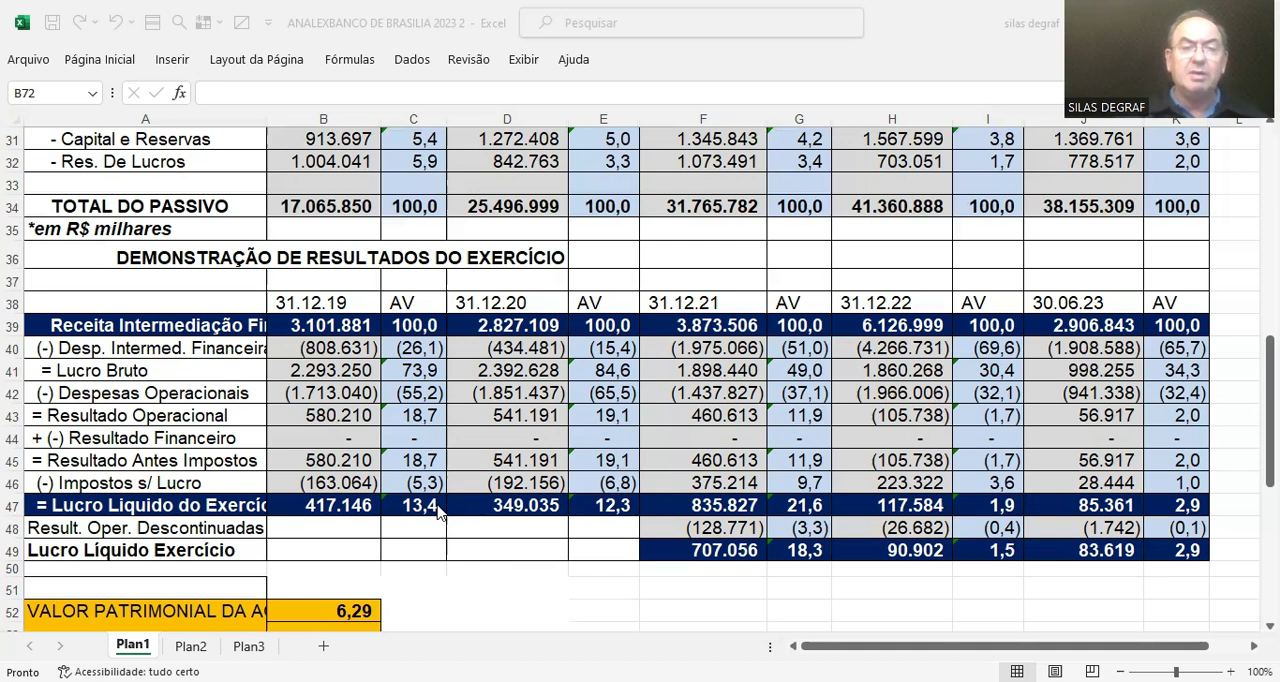 ANALEXBANCO DE BRASILIA 2023 2 - Excel
Pesquisar
silas degraf
Arquivo Página Inicial Inserir Layout da Página Fórmulas Dados Revisão Exibir Ajuda
B72 fx
SILAS DEGRAF
A B C D E F G H I J K L
31 - Capital e Reservas 913.697 5,4 1.272.408 5,0 1.345.843 4,2 1.567.599 3,8 1.369.761 3,6
32 - Res. De Lucros 1.004.041 5,9 842.763 3,3 1.073.491 3,4 703.051 1,7 778.517 2,0
33
34 TOTAL DO PASSIVO 17.065.850 100,0 25.496.999 100,0 31.765.782 100,0 41.360.888 100,0 38.155.309 100,0
35 *em R$ milhares
36 DEMONSTRAÇÃO DE RESULTADOS DO EXERCÍCIO
37
38 31.12.19 AV 31.12.20 AV 31.12.21 AV 31.12.22 AV 30.06.23 AV
39 Receita Intermediação Fi 3.101.881 100,0 2.827.109 100,0 3.873.506 100,0 6.126.999 100,0 2.906.843 100,0
40 (-) Desp. Intermed. Financeira (808.631) (26,1) (434.481) (15,4) (1.975.066) (51,0) (4.266.731) (69,6) (1.908.588) (65,7)
41 = Lucro Bruto 2.293.250 73,9 2.392.628 84,6 1.898.440 49,0 1.860.268 30,4 998.255 34,3
42 (-) Despesas Operacionais (1.713.040) (55,2) (1.851.437) (65,5) (1.437.827) (37,1) (1.966.006) (32,1) (941.338) (32,4)
43 = Resultado Operacional 580.210 18,7 541.191 19,1 460.613 11,9 (105.738) (1,7) 56.917 2,0
44 + (-) Resultado Financeiro - - - - - - - - - -
45 = Resultado Antes Impostos 580.210 18,7 541.191 19,1 460.613 11,9 (105.738) (1,7) 56.917 2,0
46 (-) Impostos s/ Lucro (163.064) (5,3) (192.156) (6,8) 375.214 9,7 223.322 3,6 28.444 1,0
47 = Lucro Liquido do Exercíc 417.146 13,4 349.035 12,3 835.827 21,6 117.584 1,9 85.361 2,9
48 Result. Oper. Descontinuadas (128.771) (3,3) (26.682) (0,4) (1.742) (0,1)
49 Lucro Líquido Exercício 707.056 18,3 90.902 1,5 83.619 2,9
50
51
52 VALOR PATRIMONIAL DA AÇ 6,29
Plan1 Plan2 Plan3
Pronto Acessibilidade: tudo certo 100%